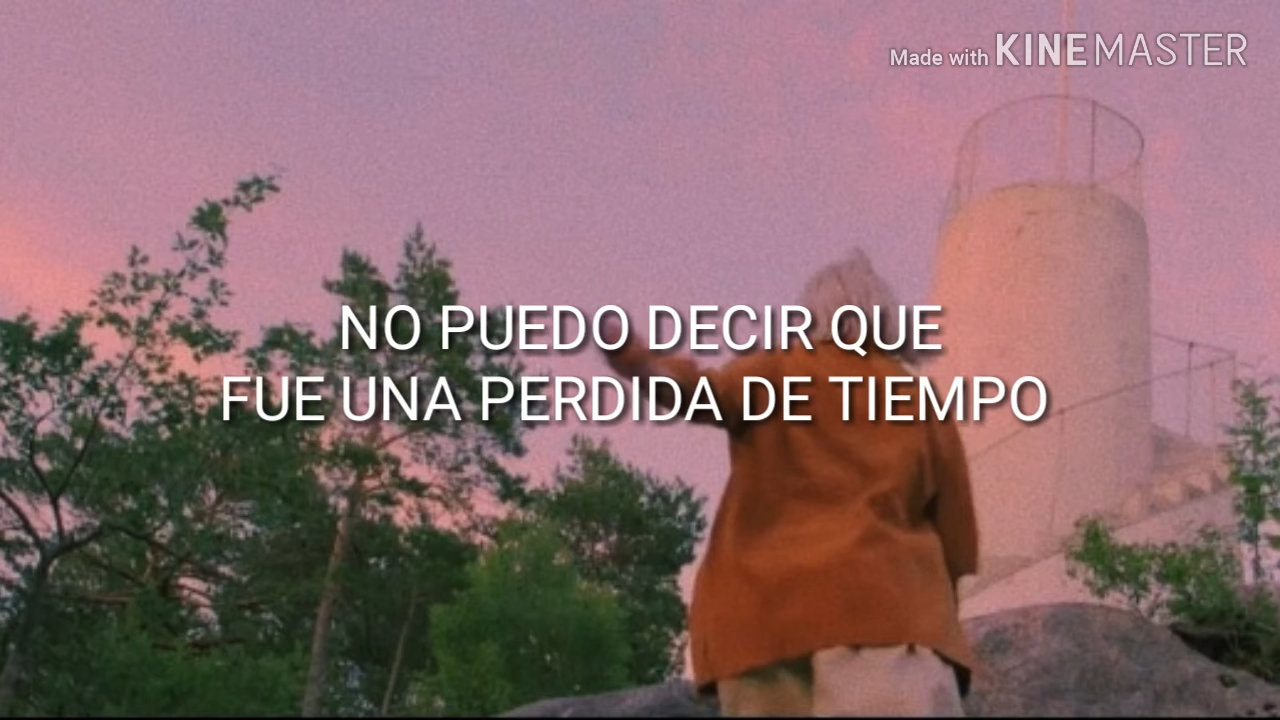 Made with KINEMASTER
NO PUEDO DECIR QUE
FUE UNA PERDIDA DE TIEMPO